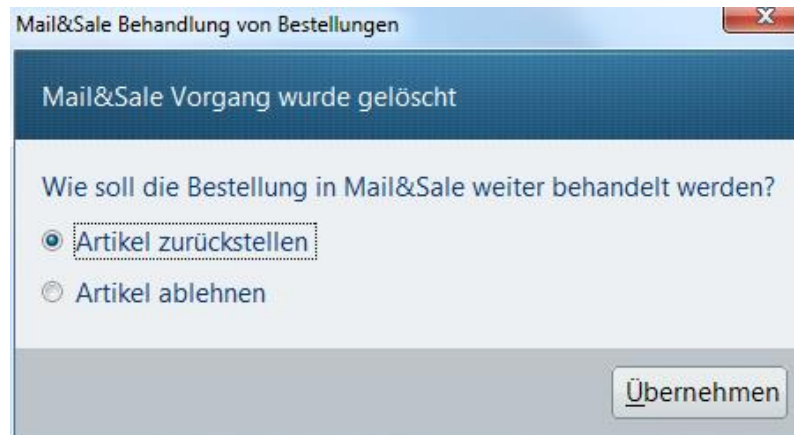 Mail&Sale Behandlung von Bestellungen
Mail&Sale Vorgang wurde gelöscht
Wie soll die Bestellung in Mail&Sale weiter behandelt werden?
Artikel zurückstellen
Artikel ablehnen
Übernehmen